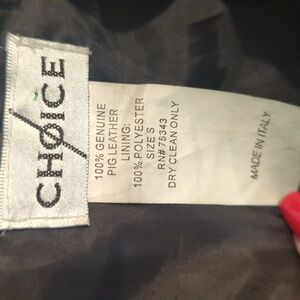 CHOICE
100% GENUINE
PIG LEATHER
LINING:
100% POLYESTER
SIZE S
RN# 75343
DRY CLEAN ONLY
MADE IN ITALY